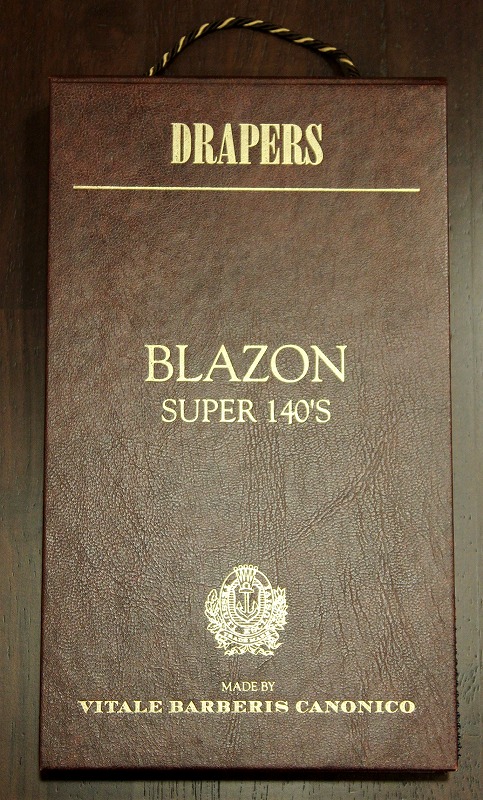 DRAPERS
BLAZON
SUPER 140'S
MADE BY
VITALE BARBERIS CANONICO